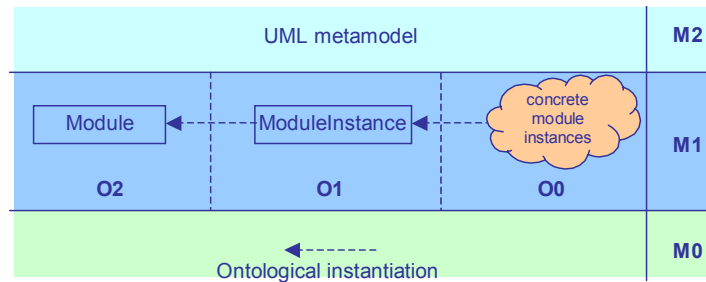 UML metamodel
M2
Module
ModuleInstance
concrete
module
instances
M1
O2
O1
O0
M0
Ontological instantiation